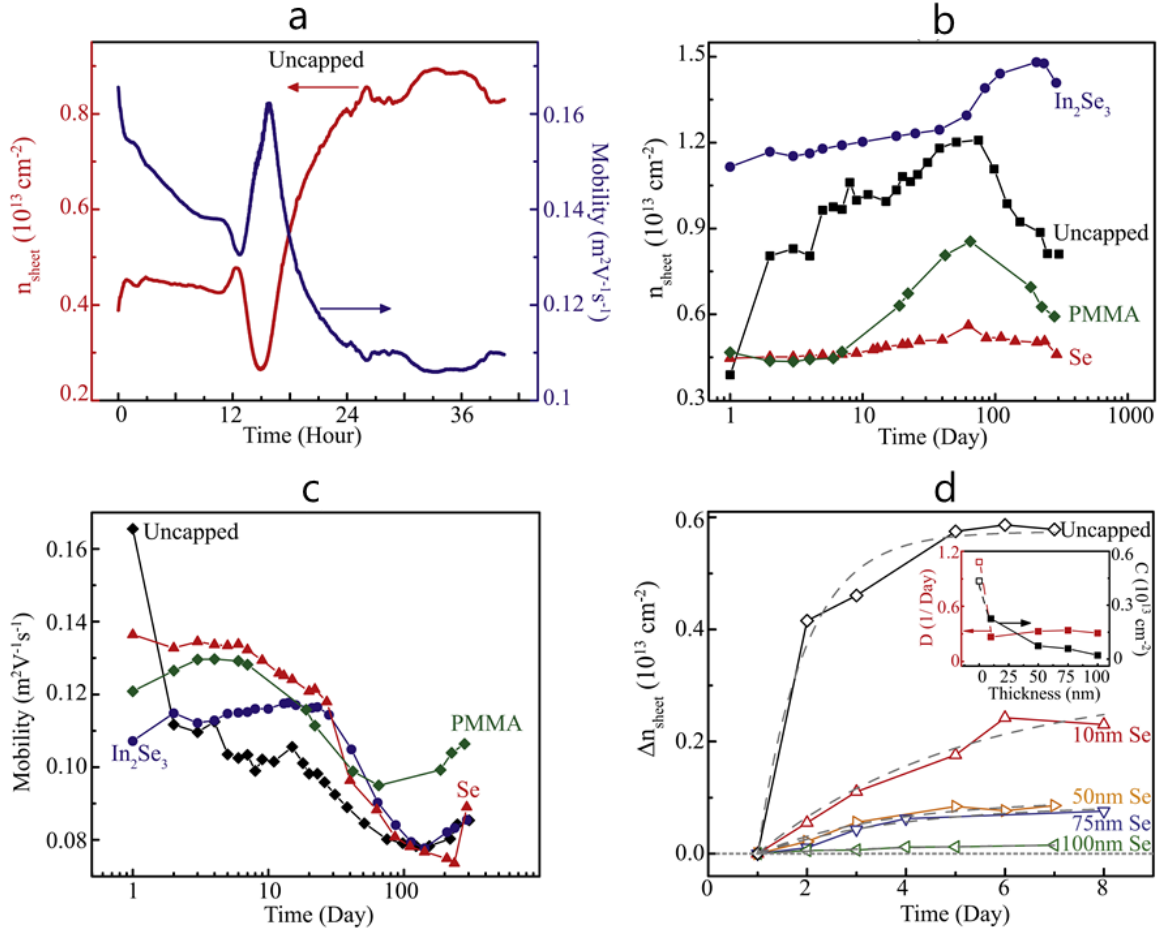 a
Uncapped
0.8
0.6
0.4
0.2
n_sheet (10^13 cm^-2)
0.16
0.14
0.12
0.1
Mobility (m^2V^-1s^-1)
0 12 24 36
Time (Hour)
b
1.5
1.2
0.9
0.6
0.3
n_sheet (10^13 cm^-2)
In_2Se_3
Uncapped
PMMA
Se
1 10 100 1000
Time (Day)
c
0.16
0.14
0.12
0.10
0.08
Mobility (m^2V^-1s^-1)
Uncapped
In_2Se_3
PMMA
Se
1 10 100
Time (Day)
d
0.6
0.4
0.2
0.0
Δn_sheet (10^13 cm^-2)
Uncapped
1.2
0.6
0
D (1/ Day)
0.6
0.3
0
C (10^13 cm^-2)
0 25 50 75 100
Thickness (nm)
10nm Se
50nm Se
75nm Se
100nm Se
0 2 4 6 8
Time (Day)